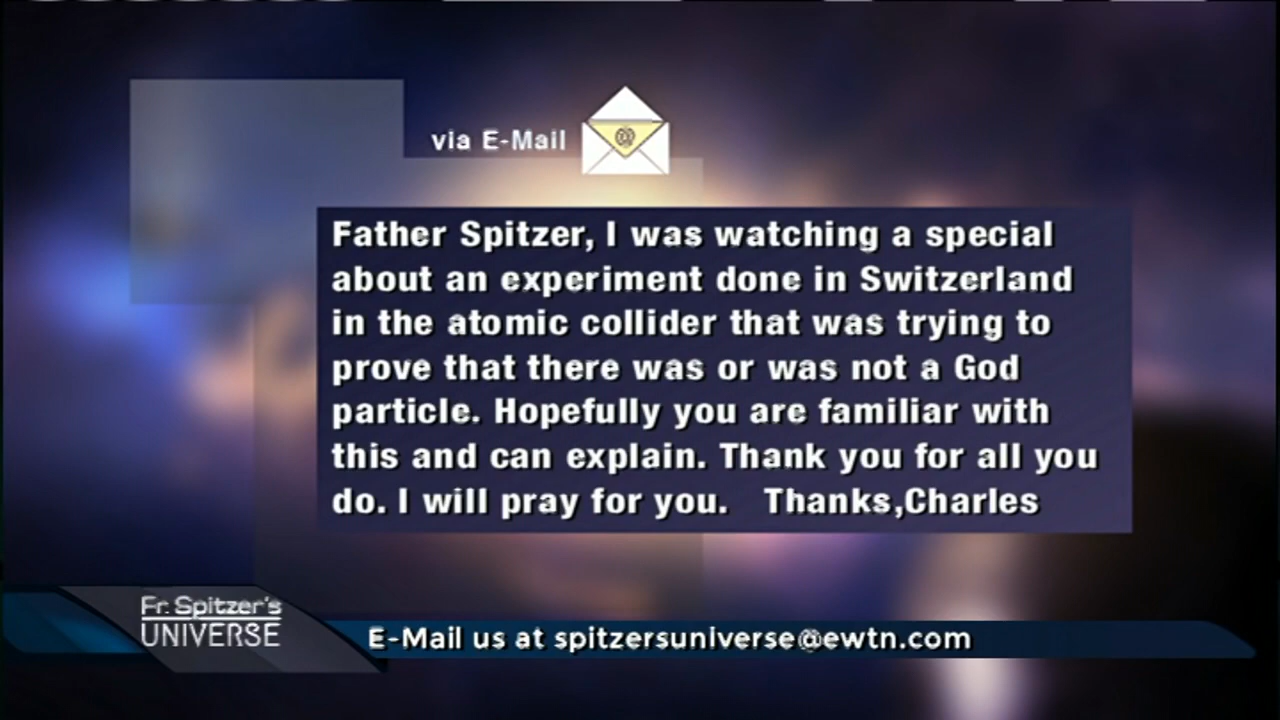 via E-Mail
@
Father Spitzer, I was watching a special
about an experiment done in Switzerland
in the atomic collider that was trying to
prove that there was or was not a God
particle. Hopefully you are familiar with
this and can explain. Thank you for all you
do. I will pray for you.   Thanks,Charles
Fr. Spitzer's
UNIVERSE
E-Mail us at spitzersuniverse@ewtn.com